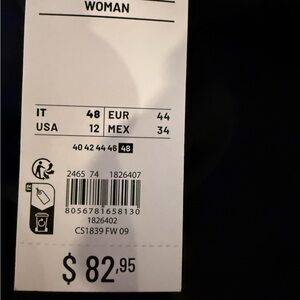 WOMAN
IT 48 EUR 44
USA 12 MEX 34
40 42 44 46 48
2465 74 1826407
8056781658130
1826402
CS1839 FW 09
$ 82,95